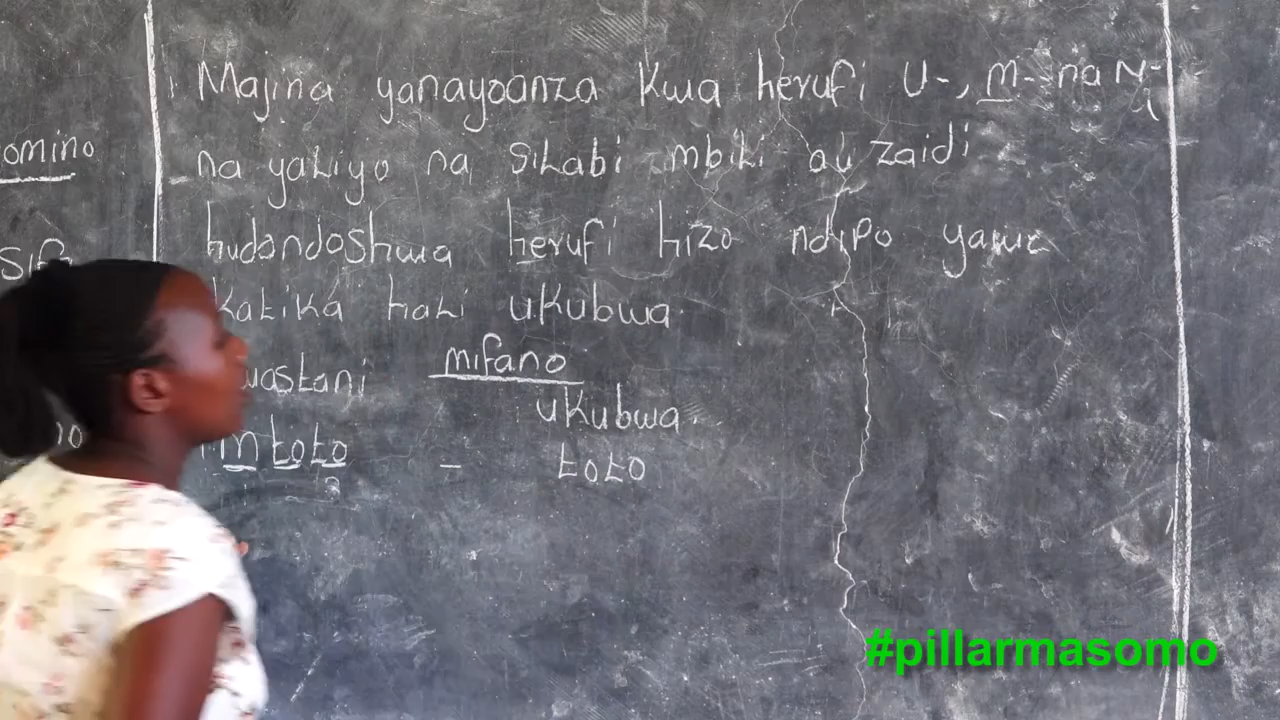 Majina yanayoanza kwa herufi U-, M- na N-
na yaliyo na silabi mbili au zaidi
hudondoshwa herufi hizo ndipo yawe
katika hali ukubwa.
mifano
wastani
ukubwa.
mtoto - toto
omino
#pillarmasomo